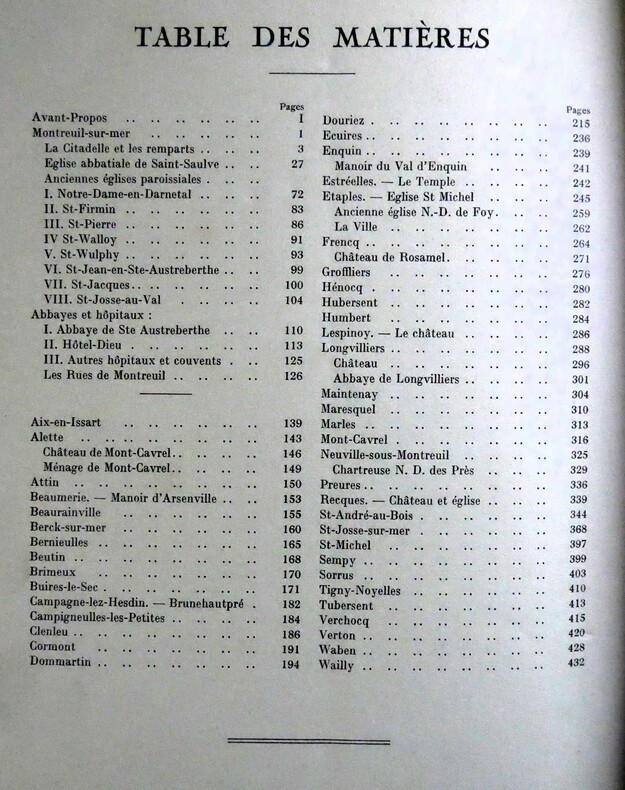 TABLE DES MATIÈRES
Pages
Avant-Propos .. .. .. .. .. .. I
Montreuil-sur-mer .. .. .. .. .. 1
La Citadelle et les remparts .. .. .. 3
Eglise abbatiale de Saint-Saulve .. .. 27
Anciennes églises paroissiales . .. ..
I. Notre-Dame-en-Darnetal .. .. 72
II. St-Firmin .. .. .. .. .. .. 83
III. St-Pierre .. .. .. .. .. .. 86
IV St-Walloy .. .. .. .. .. .. 91
V. St-Wulphy .. .. .. .. .. .. 93
VI. St-Jean-en-Ste-Austreberthe .. .. 99
VII. St-Jacques.. .. .. .. .. .. 100
VIII. St-Josse-au-Val . .. .. .. 104
Abbayes et hôpitaux :
I. Abbaye de Ste Austreberthe .. .. 110
II. Hôtel-Dieu . .. .. .. .. .. 113
III. Autres hôpitaux et couvents . .. 125
Les Rues de Montreuil .. .. .. .. 126
Aix-en-Issart .. .. .. .. .. .. 139
Alette .. .. .. .. .. .. .. 143
Château de Mont-Cavrel.. .. .. .. 146
Ménage de Mont-Cavrel.. .. .. .. 149
Attin .. .. .. .. .. .. .. 150
Beaumerie. — Manoir d'Arsenville .. .. 153
Beaurainville .. .. .. .. .. .. 155
Berck-sur-mer .. .. .. .. .. .. 160
Bernieulles .. .. .. .. .. .. 165
Beutin .. .. .. .. .. .. .. 168
Brimeux .. .. .. .. .. .. .. 170
Buires-le-Sec . .. .. .. .. .. .. 171
Campagne-lez-Hesdin. — Brunehautpré . 182
Campigneulles-les-Petites .. .. .. .. 184
Clenleu .. .. .. .. .. .. .. 186
Cormont .. .. .. .. .. .. .. 191
Dommartin .. .. .. .. .. .. 194
Pages
Douriez . .. .. .. .. .. .. .. 215
Ecuires .. .. .. .. .. .. .. .. 236
Enquin .. .. .. .. .. .. .. .. 239
Manoir du Val d'Enquin .. .. .. 241
Estréelles. — Le Temple .. .. .. .. 242
Etaples. — Eglise St Michel .. .. .. 245
Ancienne église N.-D. de Foy. .. .. 259
La Ville .. .. .. .. .. .. 262
Frencq .. .. .. .. .. .. .. .. 264
Château de Rosamel. .. .. .. .. 271
Groffliers .. .. .. .. .. .. .. 276
Hénocq . .. .. .. .. .. .. .. 280
Hubersent .. .. .. .. .. .. .. 282
Humbert .. .. .. .. .. .. .. 284
Lespinoy. — Le château .. .. .. .. 286
Longvilliers .. .. .. .. .. .. .. 288
Château .. .. .. .. .. .. .. 296
Abbaye de Longvilliers .. .. .. .. 301
Maintenay .. .. .. .. .. .. .. 304
Maresquel .. .. .. .. .. .. .. 310
Marles .. .. .. .. .. .. .. .. 313
Mont-Cavrel . .. .. .. .. .. .. 316
Neuville-sous-Montreuil .. .. .. .. 325
Chartreuse N. D. des Près .. .. .. 329
Preures .. .. .. .. .. .. .. .. 336
Recques. — Château et église .. .. .. 339
St-André-au-Bois . .. .. .. .. .. 344
St-Josse-sur-mer .. .. .. .. .. .. 368
St-Michel .. .. .. .. .. .. .. 397
Sempy .. .. .. .. .. .. .. .. 399
Sorrus .. .. .. .. .. .. .. .. 403
Tigny-Noyelles .. .. .. .. .. .. 410
Tubersent .. .. .. .. .. .. .. 413
Verchocq .. .. .. .. .. .. .. 415
Verton .. .. .. .. .. .. .. .. 420
Waben .. .. .. .. .. .. .. .. 428
Wailly .. .. .. .. .. .. .. .. 432